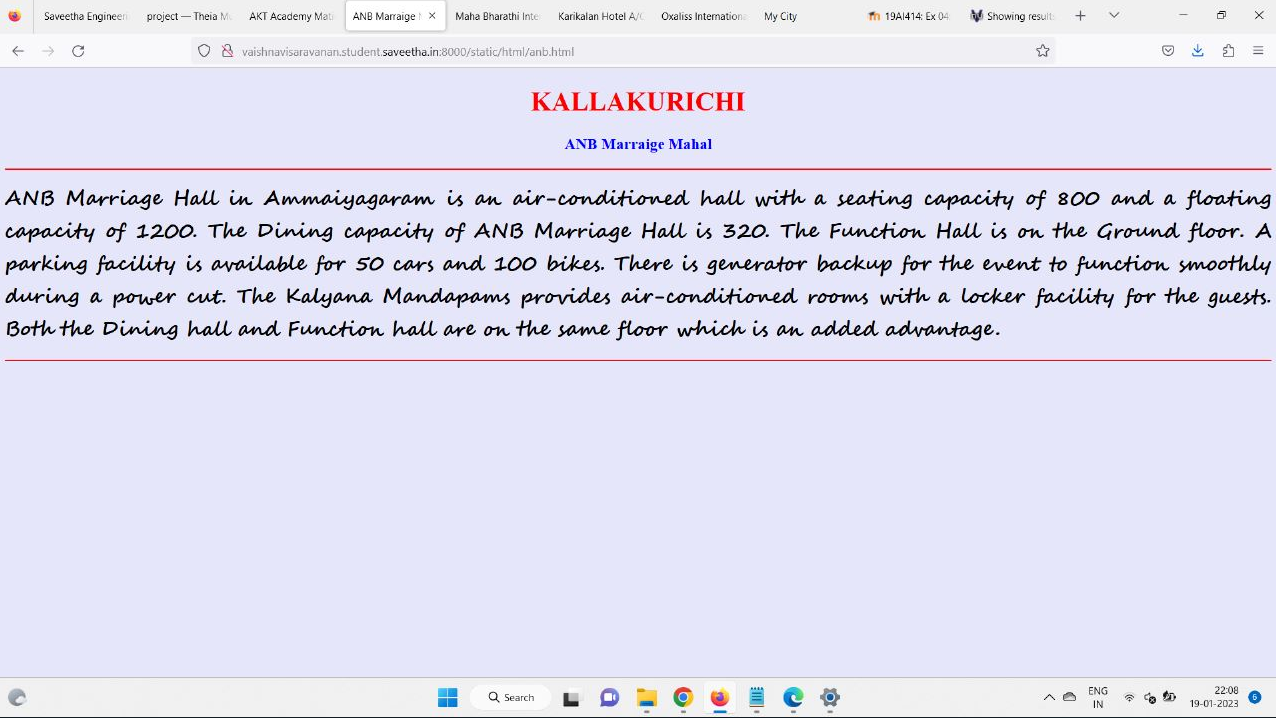 Saveetha Engineer project — Theia M AKT Academy Mat ANB Marraige Maha Bharathi Inte Karikalan Hotel A/C Oxaliss Internationa My City 19AI414: Ex 04 Showing result
vaishnavisaravanan.student.saveetha.in:8000/static/html/anb.html
KALLAKURICHI
ANB Marraige Mahal
ANB Marriage Hall in Ammaiyagaram is an air-conditioned hall with a seating capacity of 800 and a floating
capacity of 1200. The Dining capacity of ANB Marriage Hall is 320. The Function Hall is on the Ground floor. A
parking facility is available for 50 cars and 100 bikes. There is generator backup for the event to function smoothly
during a power cut. The Kalyana Mandapams provides air-conditioned rooms with a locker facility for the guests.
Both the Dining hall and Function hall are on the same floor which is an added advantage.
Search
ENG
IN
22:08
19-01-2023
5